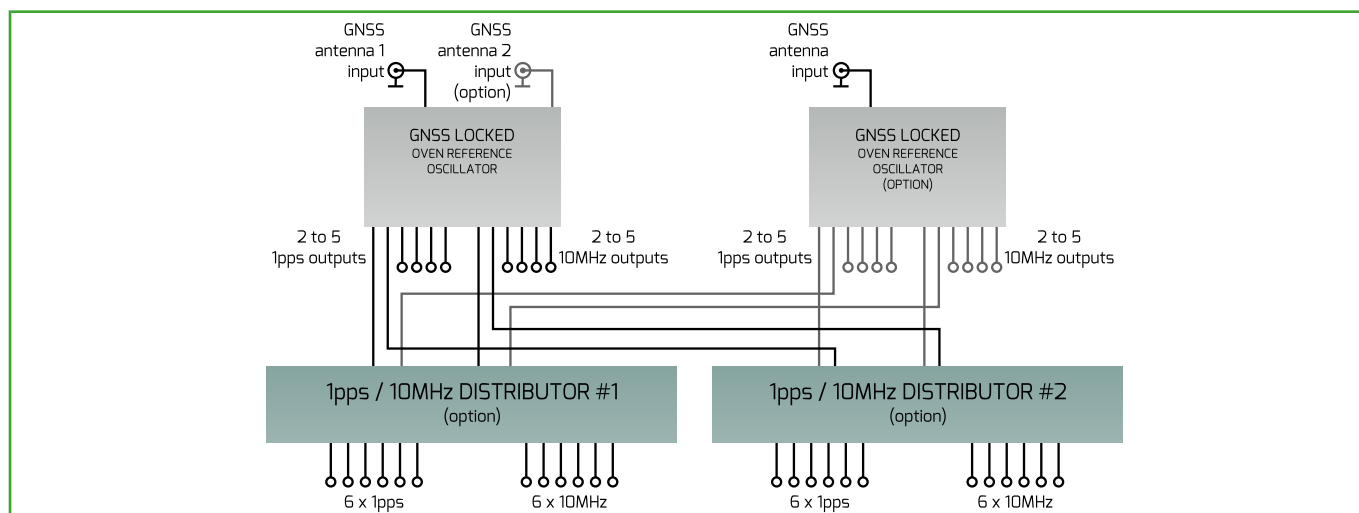 GNSS
antenna 1
input
GNSS
antenna 2
input
(option)
GNSS
antenna
input
GNSS LOCKED
OVEN REFERENCE
OSCILLATOR
GNSS LOCKED
OVEN REFERENCE
OSCILLATOR
(OPTION)
2 to 5
1pps outputs
2 to 5
10MHz outputs
2 to 5
1pps outputs
2 to 5
10MHz outputs
1pps / 10MHz DISTRIBUTOR #1
(option)
1pps / 10MHz DISTRIBUTOR #2
(option)
6 x 1pps
6 x 10MHz
6 x 1pps
6 x 10MHz